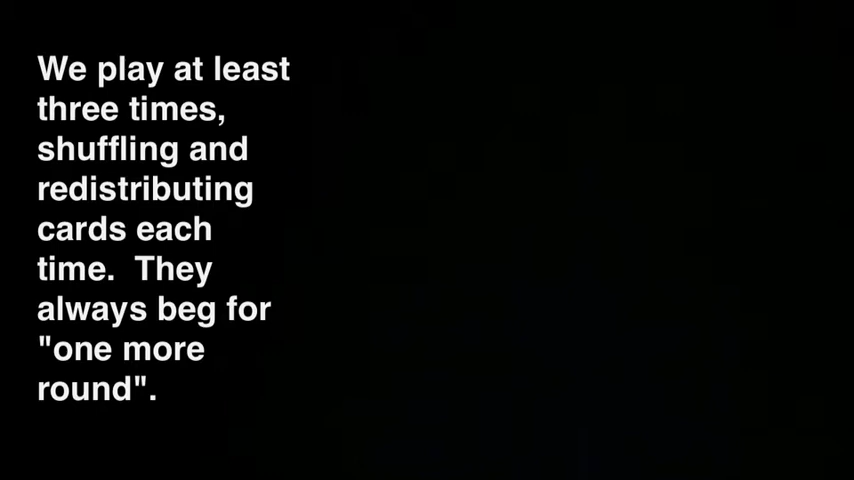 We play at least
three times,
shuffling and
redistributing
cards each
time.  They
always beg for
"one more
round".